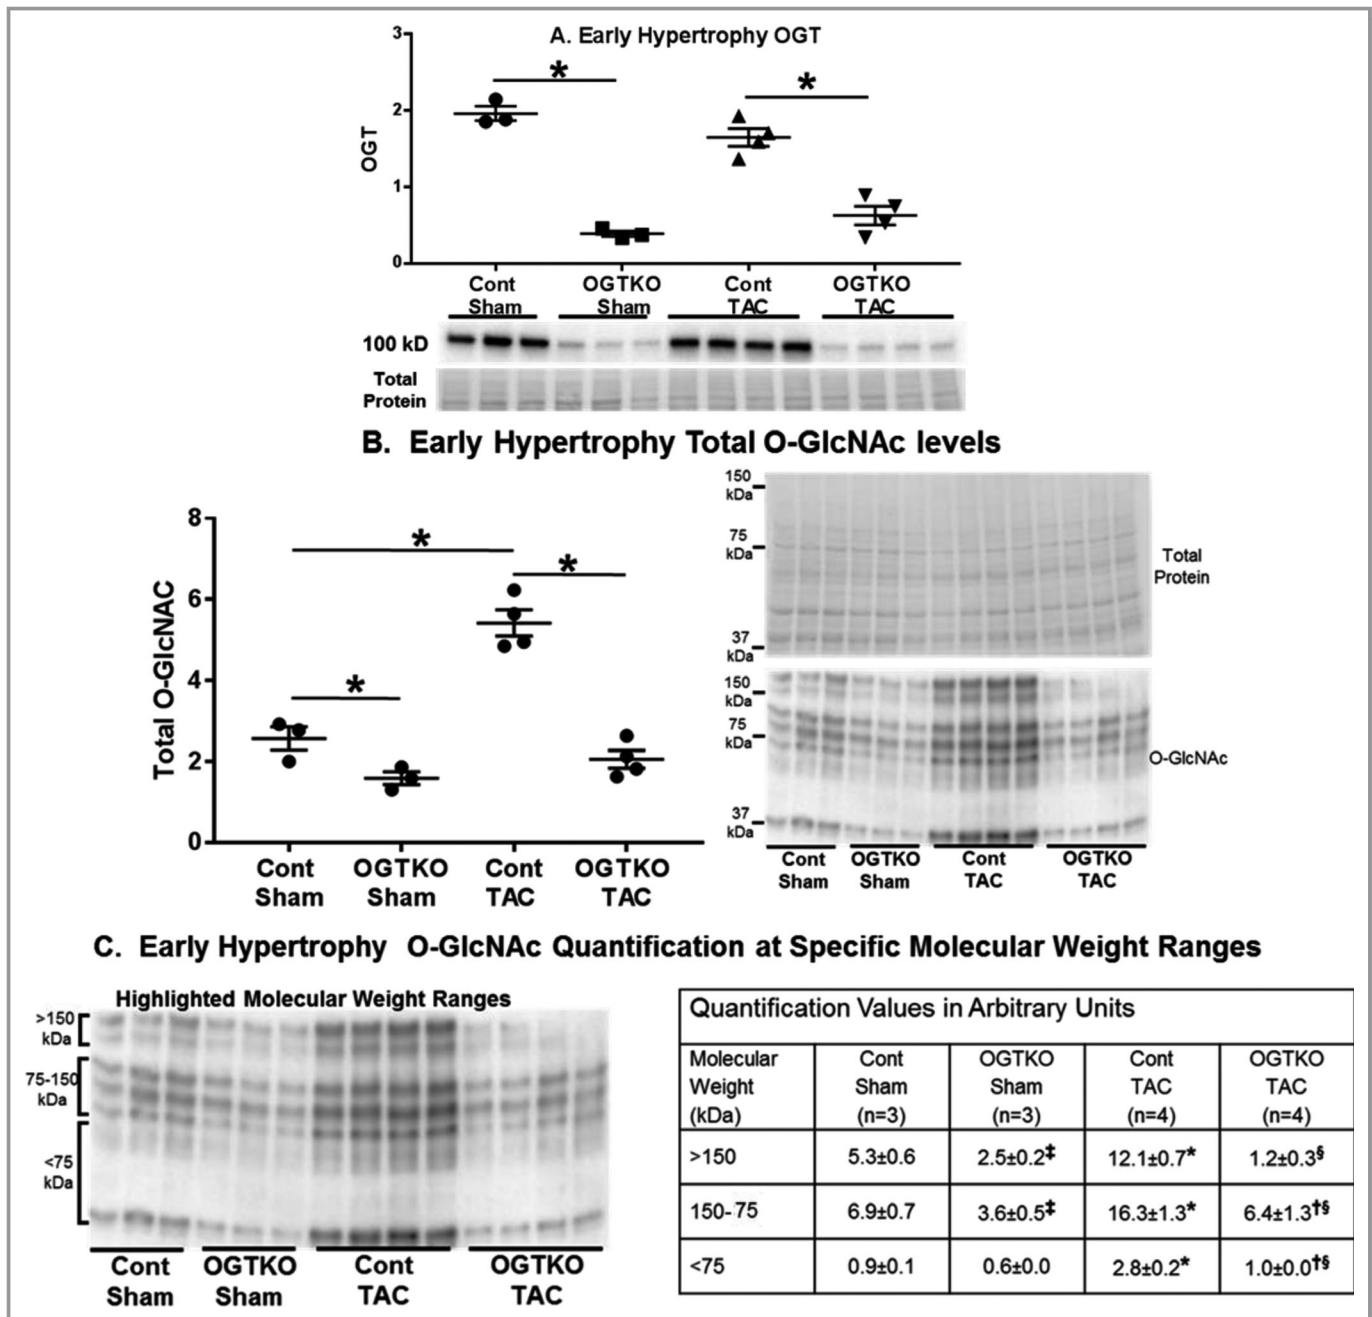 A. Early Hypertrophy OGT
3
2
1
0
OGT
*
*
Cont OGTKO Cont OGTKO
Sham Sham TAC TAC
100 kD
Total
Protein
B. Early Hypertrophy Total O-GlcNAc levels
8
6
4
2
0
Total O-GlcNAC
*
*
*
Cont OGTKO Cont OGTKO
Sham Sham TAC TAC
150
kDa
75
kDa
37
kDa
Total
Protein
150
kDa
75
kDa
37
kDa
O-GlcNAc
Cont OGTKO Cont OGTKO
Sham Sham TAC TAC
C. Early Hypertrophy O-GlcNAc Quantification at Specific Molecular Weight Ranges
Highlighted Molecular Weight Ranges
>150
kDa
75-150
kDa
<75
kDa
Cont OGTKO Cont OGTKO
Sham Sham TAC TAC
Quantification Values in Arbitrary Units
Molecular Cont OGTKO Cont OGTKO
Weight Sham Sham TAC TAC
(kDa) (n=3) (n=3) (n=4) (n=4)
>150 5.3±0.6 2.5±0.2‡ 12.1±0.7* 1.2±0.3§
150-75 6.9±0.7 3.6±0.5‡ 16.3±1.3* 6.4±1.3†§
<75 0.9±0.1 0.6±0.0 2.8±0.2* 1.0±0.0†§